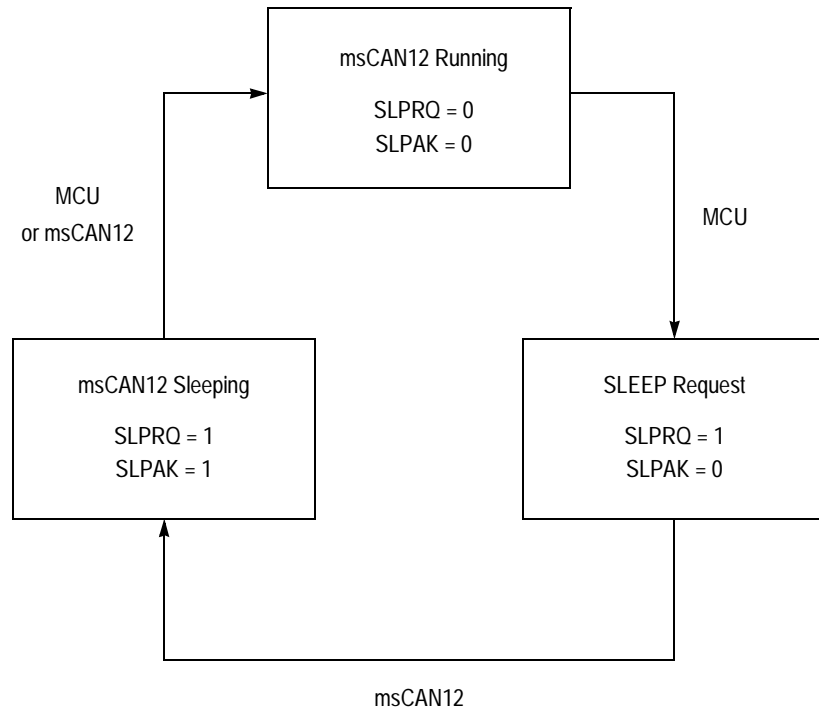 msCAN12 Running
SLPRQ = 0
SLPAK = 0
MCU
or msCAN12
MCU
msCAN12 Sleeping
SLPRQ = 1
SLPAK = 1
SLEEP Request
SLPRQ = 1
SLPAK = 0
msCAN12